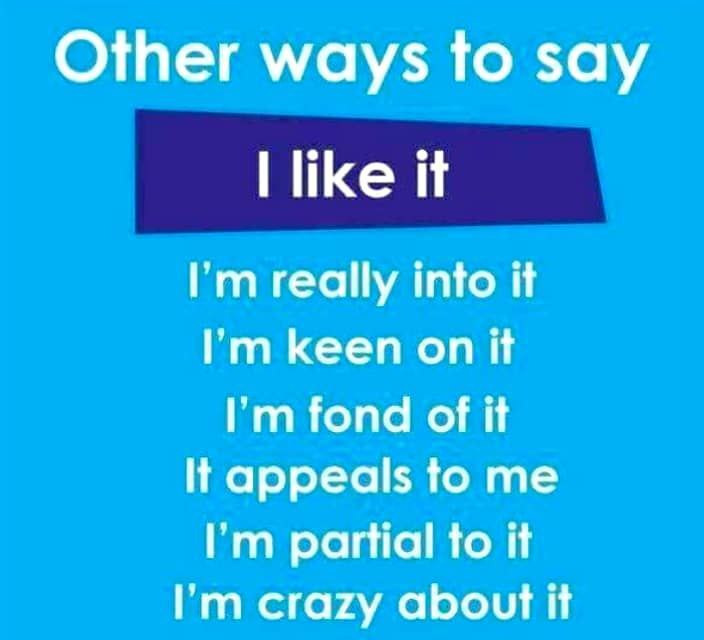 Other ways to say
I like it
I'm really into it
I'm keen on it
I'm fond of it
It appeals to me
I'm partial to it
I'm crazy about it